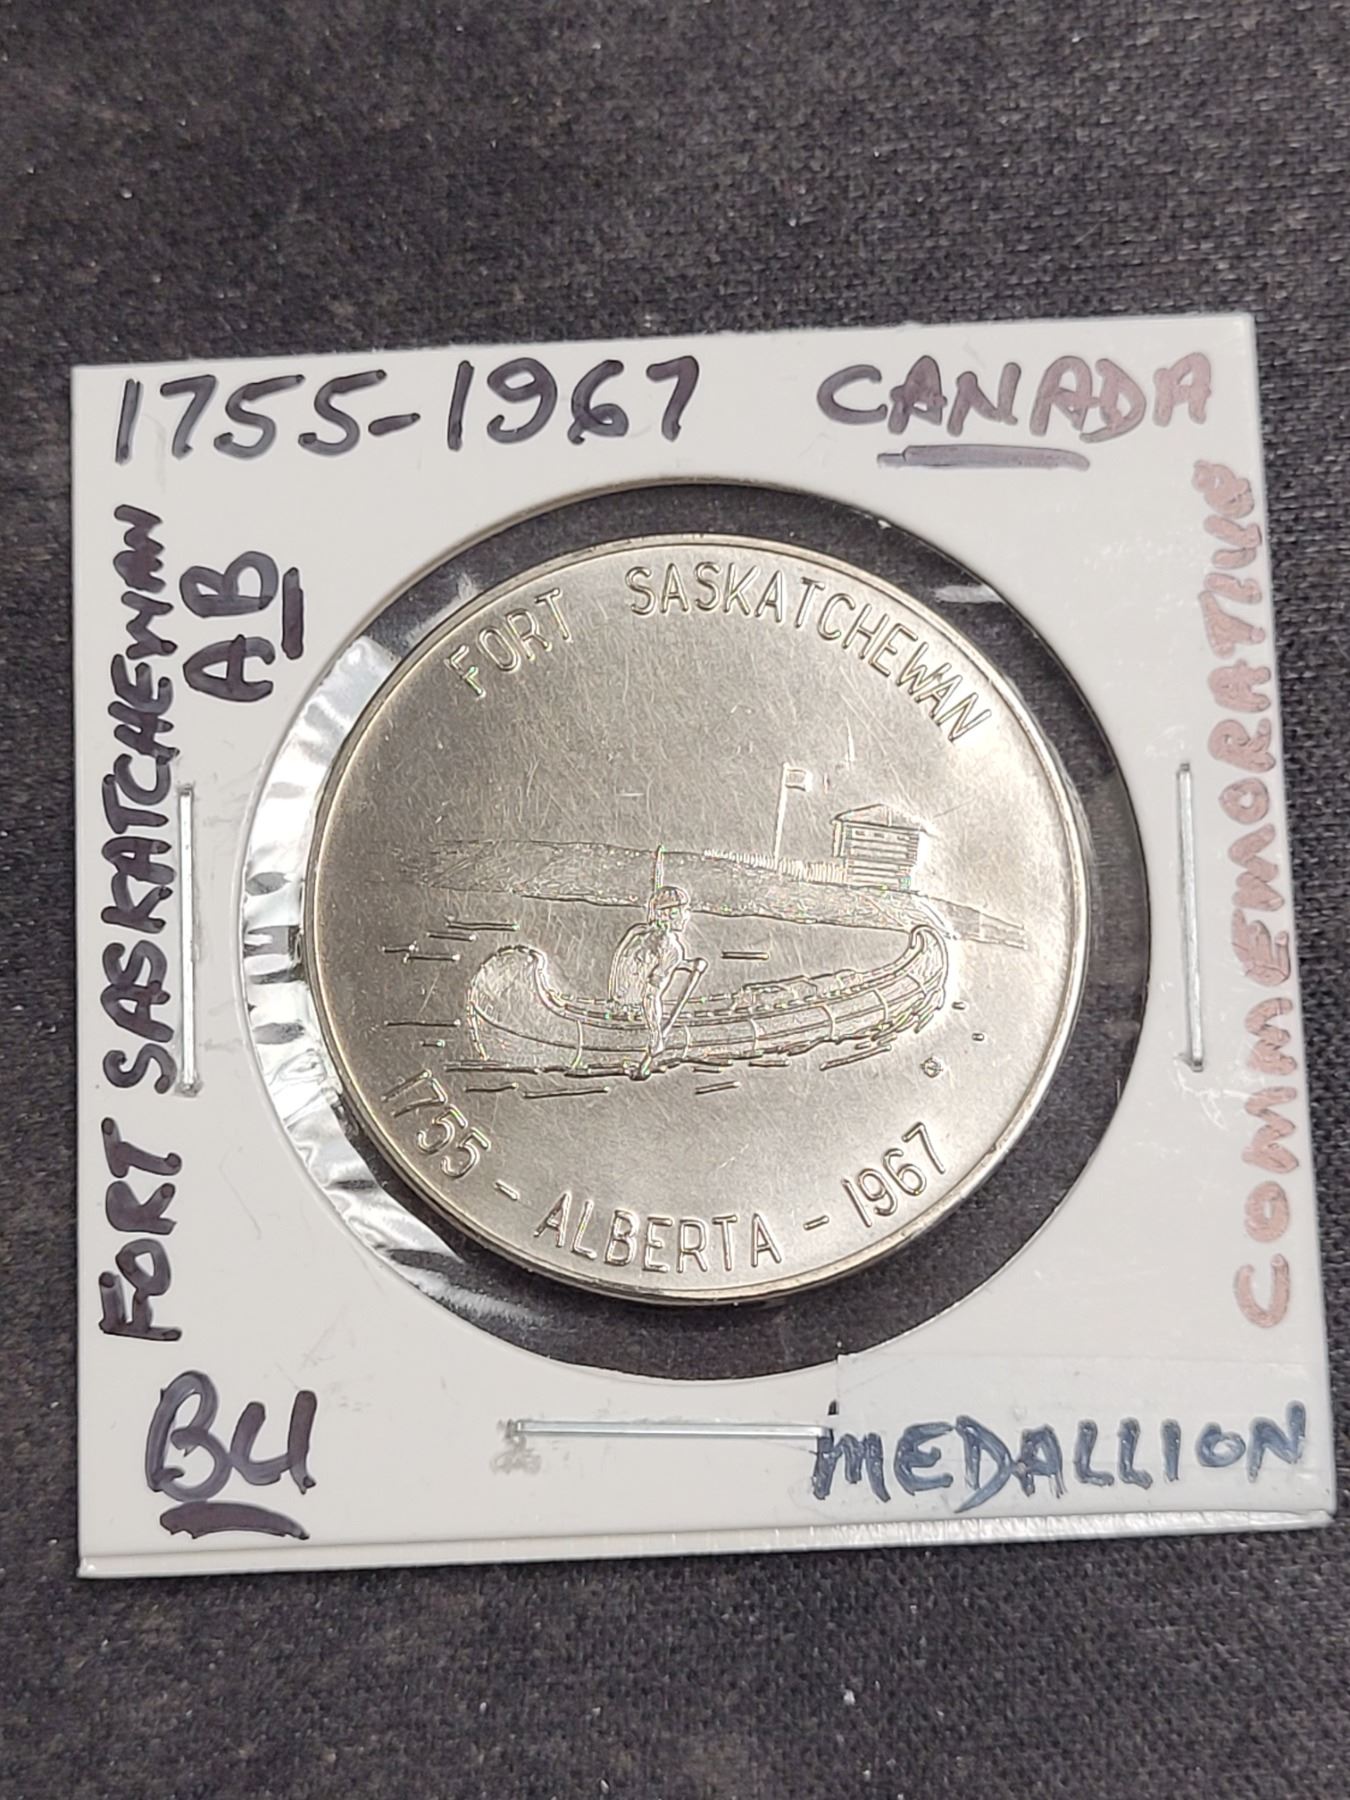 1755-1967 CANADA
FORT SASKATCHEWAN
AB
COMMEMORATIVE
FORT SASKATCHEWAN
1755 - ALBERTA - 1967
BU
MEDALLION